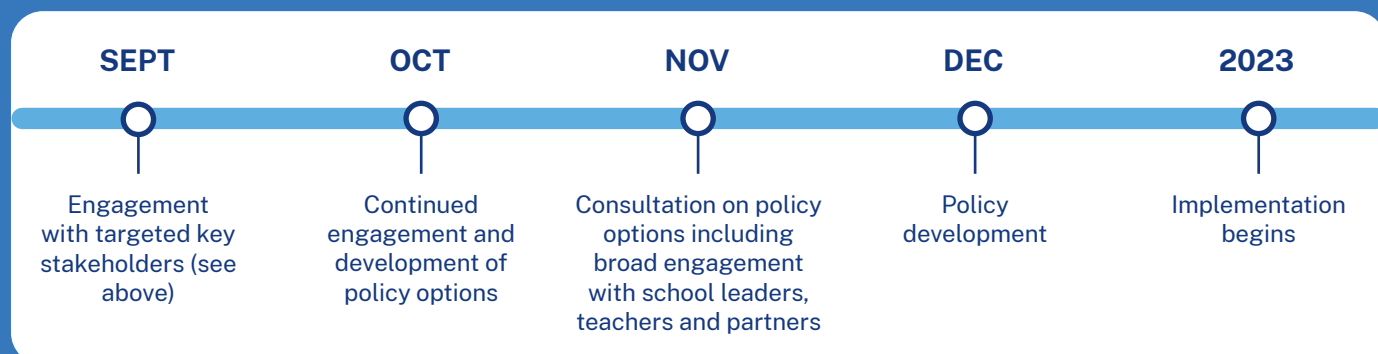 SEPT
OCT
NOV
DEC
2023
Engagement
with targeted key
stakeholders (see
above)
Continued
engagement and
development of
policy options
Consultation on policy
options including
broad engagement
with school leaders,
teachers and partners
Policy
development
Implementation
begins